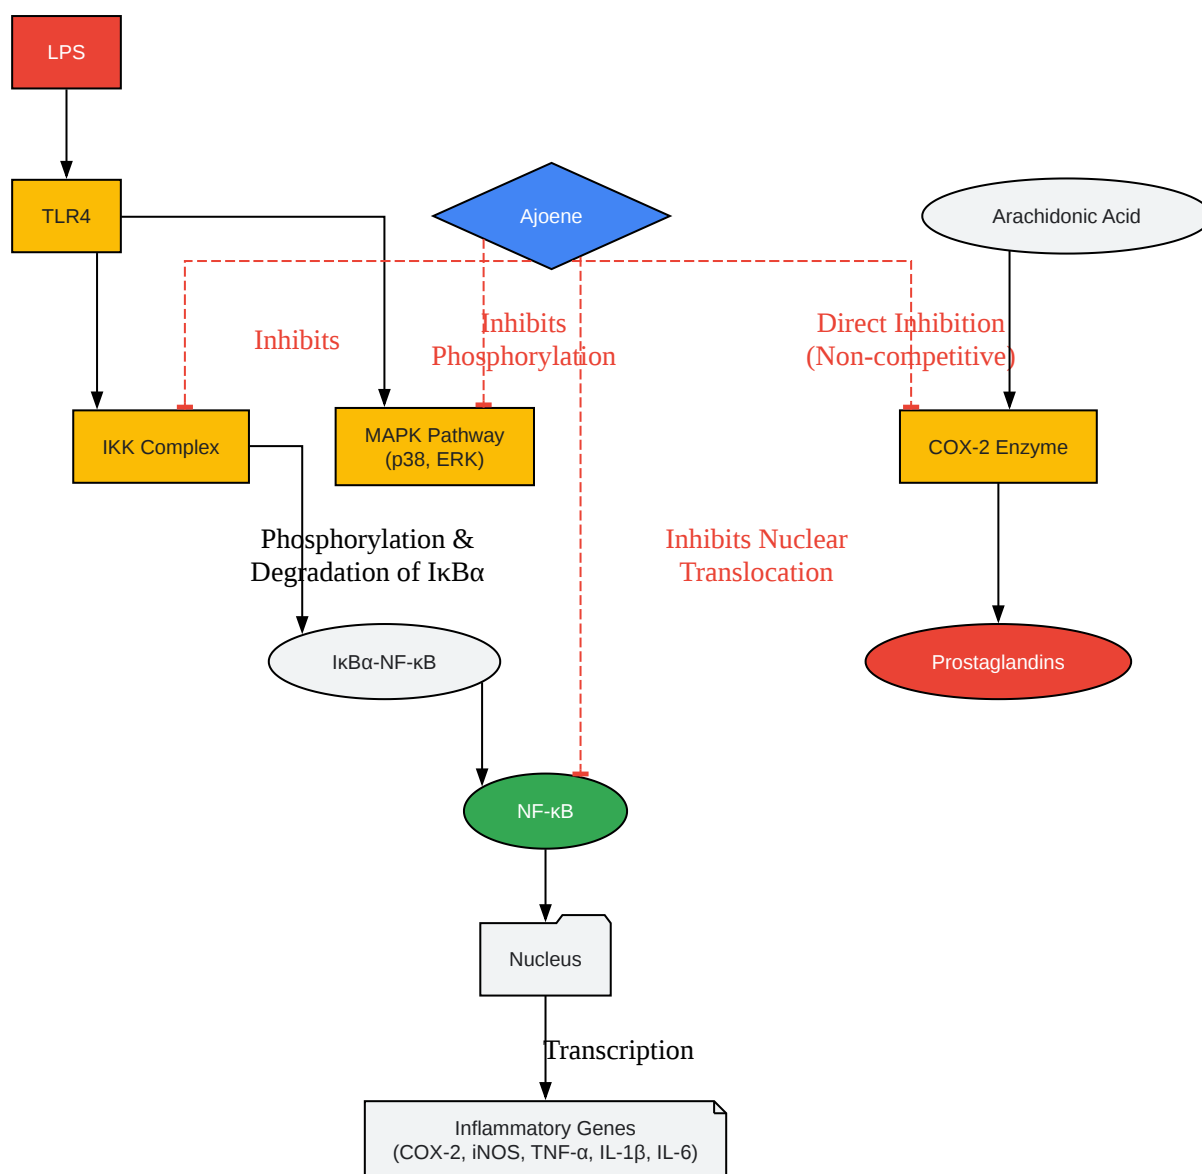 LPS
TLR4
Ajoene
Arachidonic Acid
Inhibits
Inhibits
Phosphorylation
Direct Inhibition
(Non-competitive)
IKK Complex
MAPK Pathway
(p38, ERK)
COX-2 Enzyme
Phosphorylation &
Degradation of IκBα
Inhibits Nuclear
Translocation
IκBα-NF-κB
Prostaglandins
NF-κB
Nucleus
Transcription
Inflammatory Genes
(COX-2, iNOS, TNF-α, IL-1β, IL-6)